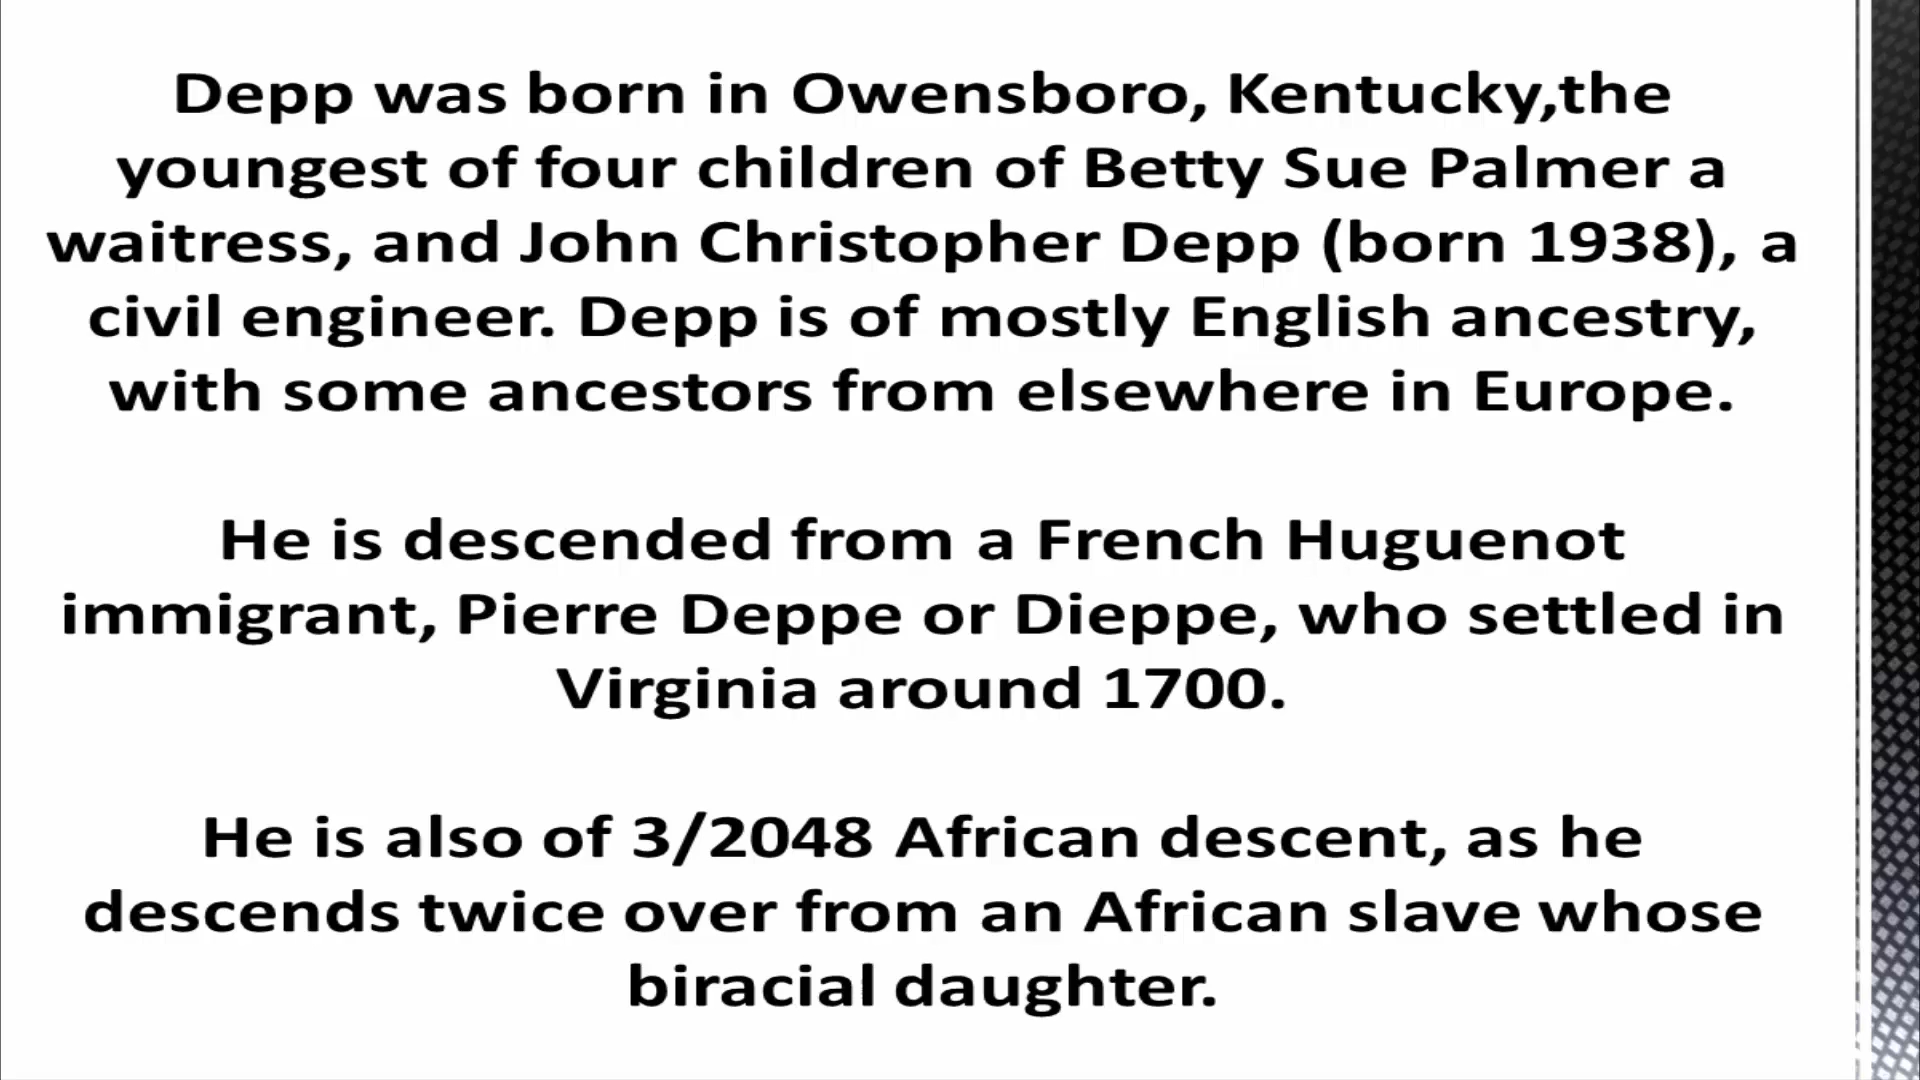 Depp was born in Owensboro, Kentucky,the
youngest of four children of Betty Sue Palmer a
waitress, and John Christopher Depp (born 1938), a
civil engineer. Depp is of mostly English ancestry,
with some ancestors from elsewhere in Europe.
He is descended from a French Huguenot
immigrant, Pierre Deppe or Dieppe, who settled in
Virginia around 1700.
He is also of 3/2048 African descent, as he
descends twice over from an African slave whose
biracial daughter.